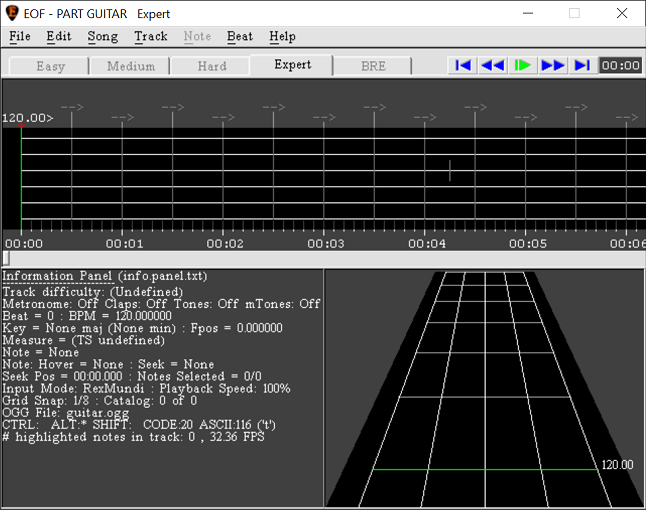 EOF - PART GUITAR   Expert
File Edit Song Track Note Beat Help
Easy Medium Hard Expert BRE 00:00
--> --> --> --> --> -->
120.00> --> --> --> --> --> -->
00:00 00:01 00:02 00:03 00:04 00:05 00:06
Information Panel (info.panel.txt)
----------------------------
Track difficulty: (Undefined)
Metronome: Off Claps: Off Tones: Off mTones: Off
Beat = 0 : BPM = 120.000000
Key = None maj (None min) : Fpos = 0.000000
Measure = (TS undefined)
Note = None
Note: Hover = None : Seek = None
Seek Pos = 00:00.000 : Notes Selected = 0/0
Input Mode: RexMundi : Playback Speed: 100%
Grid Snap: 1/8 : Catalog: 0 of 0
OGG File: guitar.ogg
CTRL:   ALT:* SHIFT:   CODE:20 ASCII:116 ('t')
# highlighted notes in track: 0 , 32.36 FPS
120.00